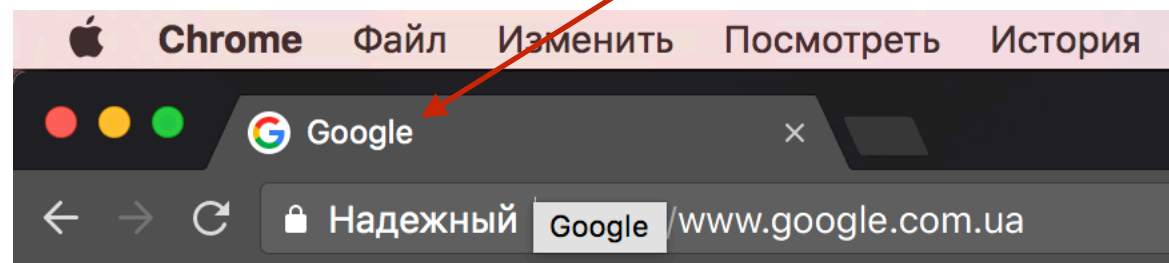 Chrome Файл Изменить Посмотреть История
Google
Надежный Google /www.google.com.ua